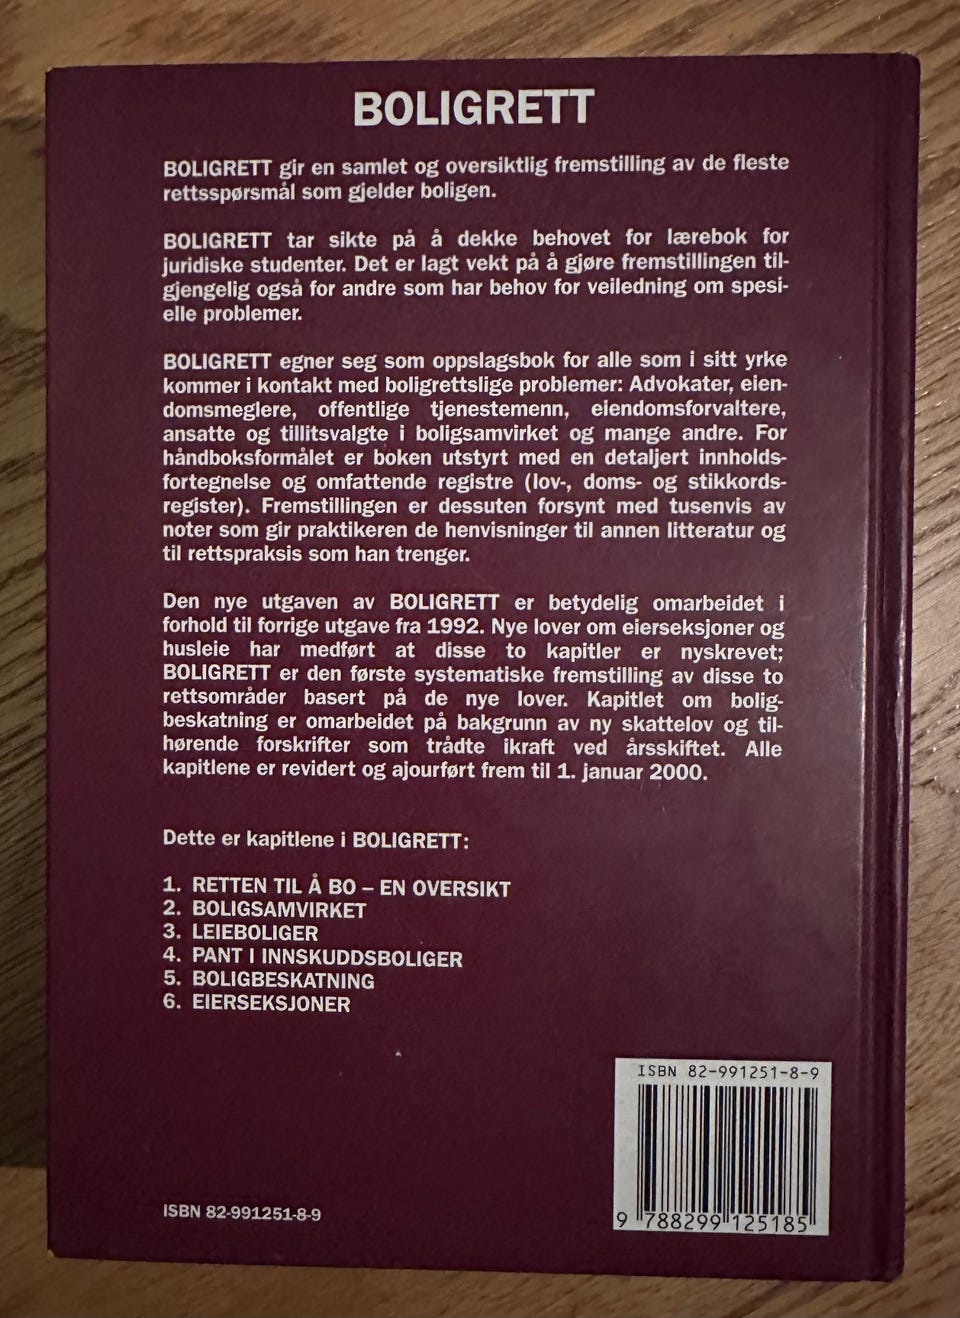 BOLIGRETT
BOLIGRETT gir en samlet og oversiktlig fremstilling av de fleste
rettsspørsmål som gjelder boligen.
BOLIGRETT tar sikte på å dekke behovet for lærebok for
juridiske studenter. Det er lagt vekt på å gjøre fremstillingen til-
gjengelig også for andre som har behov for veiledning om spesi-
elle problemer.
BOLIGRETT egner seg som oppslagsbok for alle som i sitt yrke
kommer i kontakt med boligrettslige problemer: Advokater, eien-
domsmeglere, offentlige tjenestemenn, eiendomsforvaltere,
ansatte og tillitsvalgte i boligsamvirket og mange andre. For
håndboksformålet er boken utstyrt med en detaljert innholds-
fortegnelse og omfattende registre (lov-, doms- og stikkords-
register). Fremstillingen er dessuten forsynt med tusenvis av
noter som gir praktikeren de henvisninger til annen litteratur og
til rettspraksis som han trenger.
Den nye utgaven av BOLIGRETT er betydelig omarbeidet i
forhold til forrige utgave fra 1992. Nye lover om eierseksjoner og
husleie har medført at disse to kapitler er nyskrevet;
BOLIGRETT er den første systematiske fremstilling av disse to
rettsområder basert på de nye lover. Kapitlet om bolig-
beskatning er omarbeidet på bakgrunn av ny skattelov og til-
hørende forskrifter som trådte ikraft ved årsskiftet. Alle
kapitlene er revidert og ajourført frem til 1. januar 2000.
Dette er kapitlene i BOLIGRETT:
1. RETTEN TIL Å BO – EN OVERSIKT
2. BOLIGSAMVIRKET
3. LEIEBOLIGER
4. PANT I INNSKUDDSBOLIGER
5. BOLIGBESKATNING
6. EIERSEKSJONER
ISBN 82-991251-8-9
9 788299 125185
ISBN 82-991251-8-9